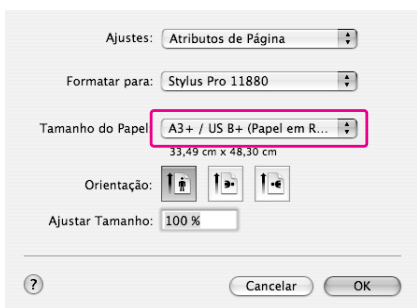 Ajustes: Atributos de Página
Formatar para: Stylus Pro 11880
Tamanho do Papel: A3+ / US B+ (Papel em R...
33,49 cm x 48,30 cm
Orientação:
Ajustar Tamanho: 100 %
? Cancelar OK